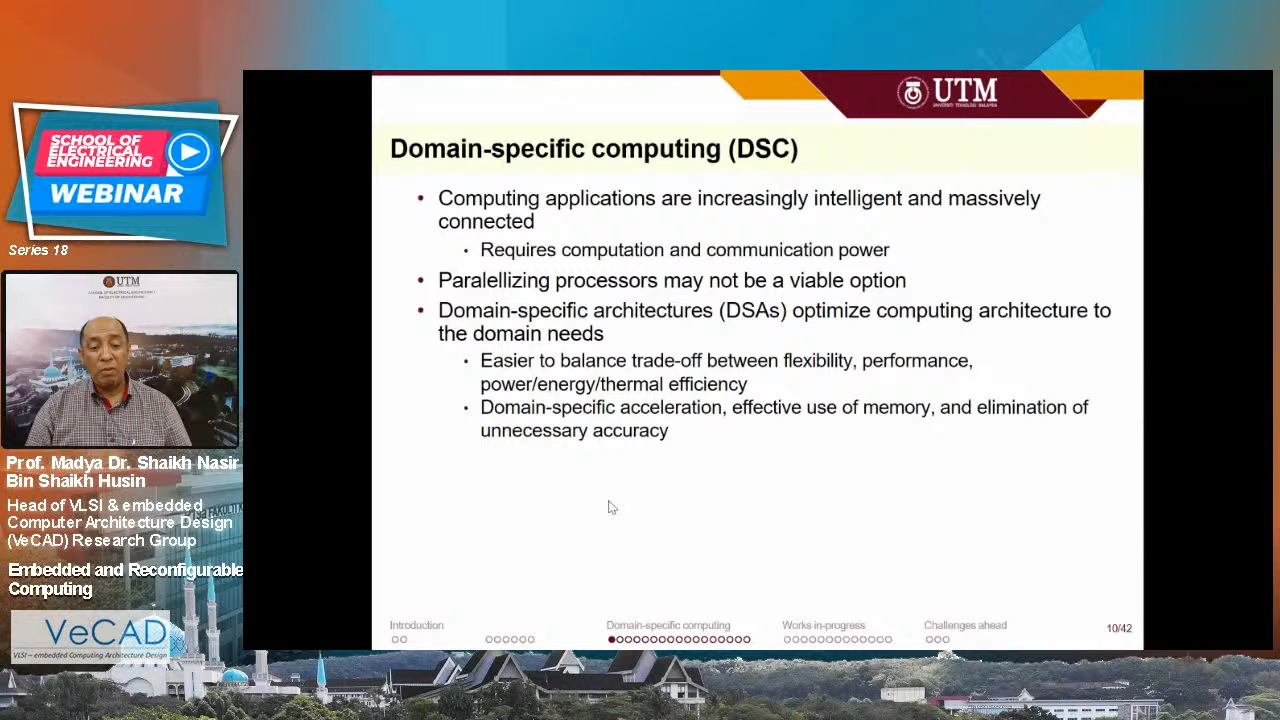 SCHOOL OF
ELECTRICAL
ENGINEERING
WEBINAR
Series 18
UTM
Prof. Madya Dr. Shaikh Nasir
Bin Shaikh Husin
Head of VLSI & embedded
Computer Architecture Design
(VeCAD) Research Group
Embedded and Reconfigurable
Computing
VeCAD
VLSI – embedded Computing Architecture Design
UTM
UNIVERSITI TEKNOLOGI MALAYSIA
Domain-specific computing (DSC)
• Computing applications are increasingly intelligent and massively
connected
• Requires computation and communication power
• Paralellizing processors may not be a viable option
• Domain-specific architectures (DSAs) optimize computing architecture to
the domain needs
• Easier to balance trade-off between flexibility, performance,
power/energy/thermal efficiency
• Domain-specific acceleration, effective use of memory, and elimination of
unnecessary accuracy
Introduction
Domain-specific computing
Works in-progress
Challenges ahead
10/42